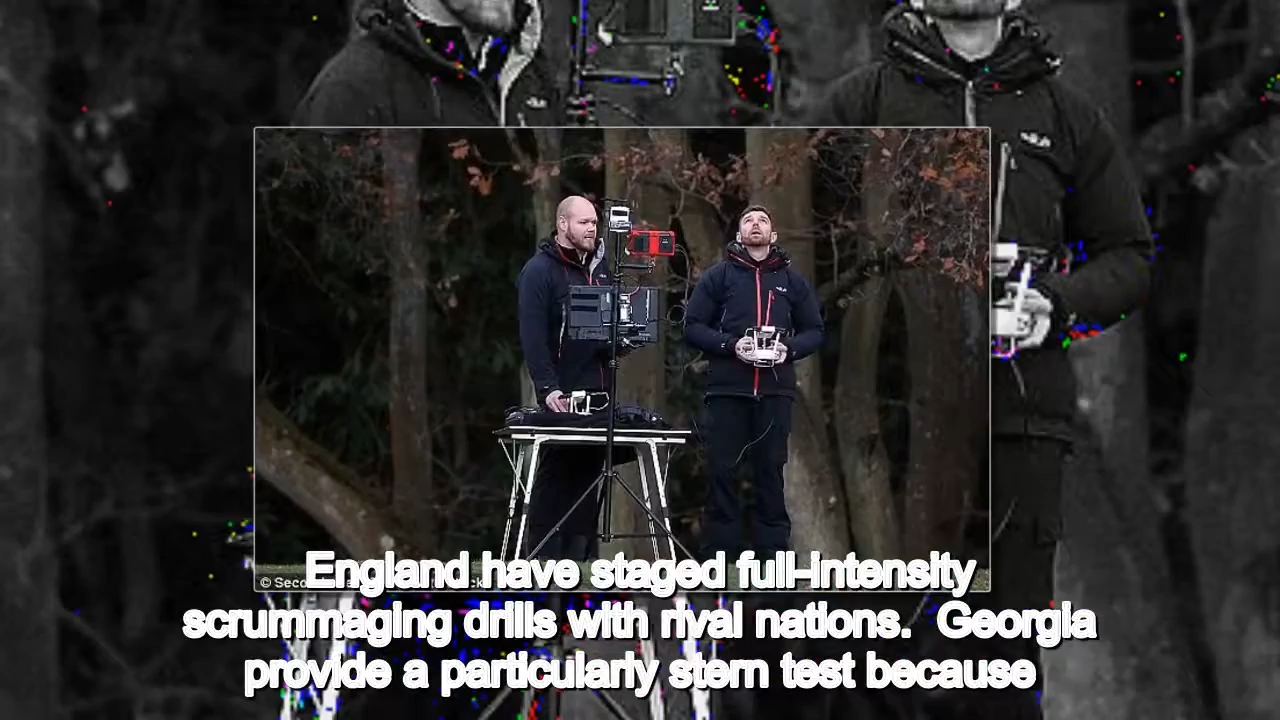 England have staged full-intensity
scrummaging drills with rival nations. Georgia
provide a particularly stern test because